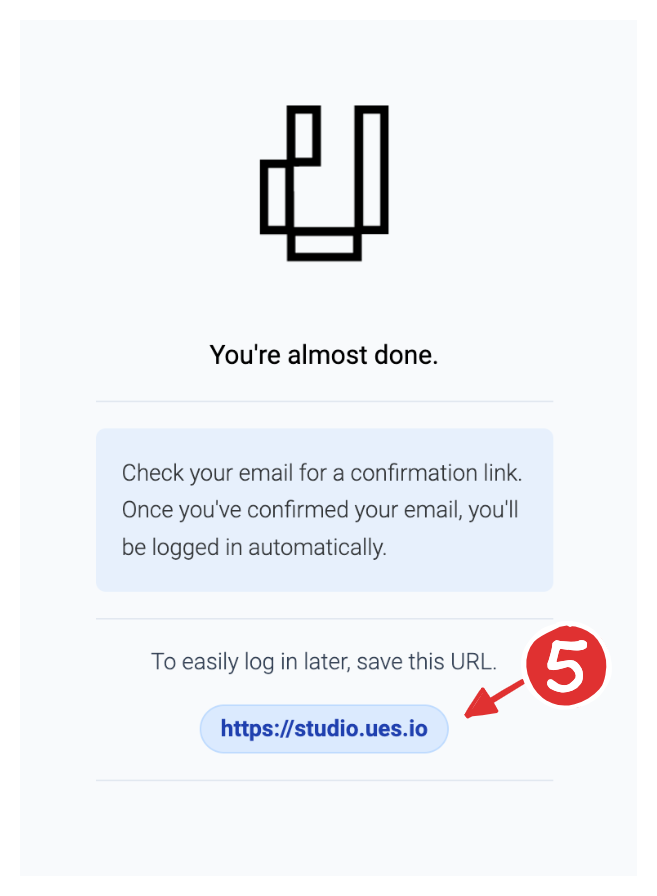 You're almost done.
Check your email for a confirmation link.
Once you've confirmed your email, you'll
be logged in automatically.
To easily log in later, save this URL.
5
https://studio.ues.io